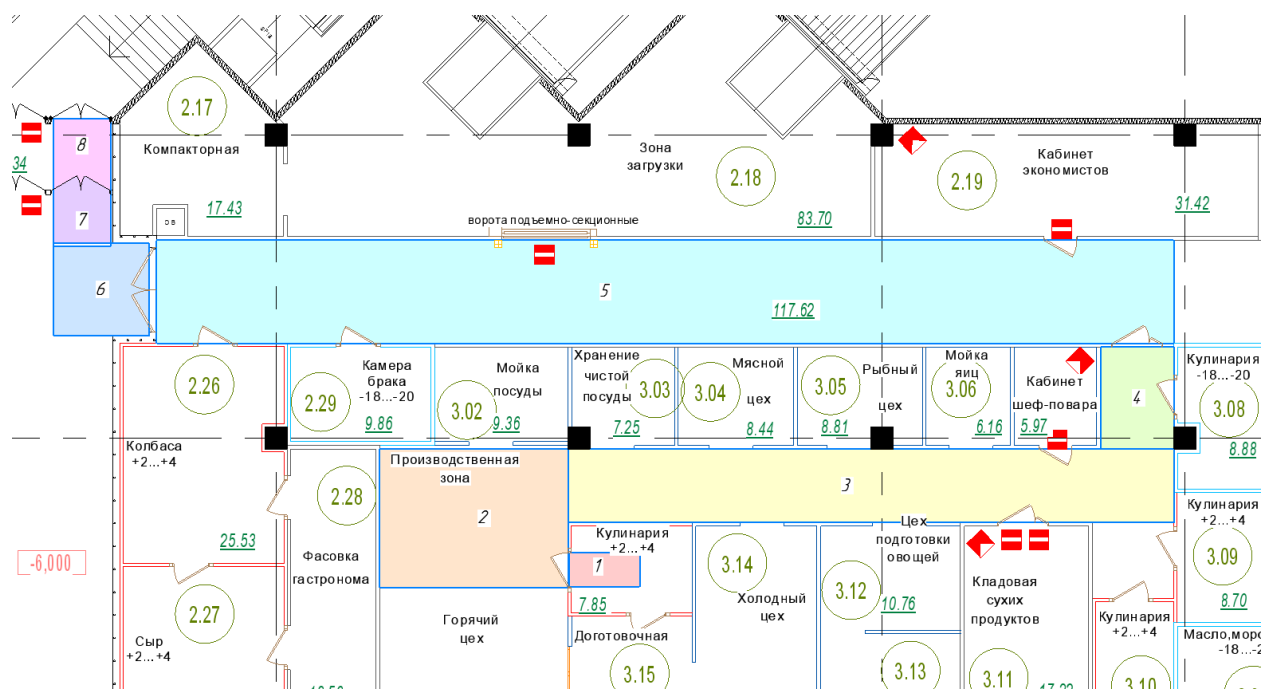 2.17
8
Компакторная
34
17.43
7
ОВ
Зона
загрузки
2.18
83.70
ворота подъемно-секционные
2.19
Кабинет
экономистов
31.42
6
5
117.62
2.26
Колбаса
+2...+4
25.53
2.29
Камера
брака
-18...-20
9.86
Мойка
посуды
3.02
9.36
Хранение
чистой
посуды
3.03
7.25
3.04
Мясной
цех
8.44
3.05
Рыбный
цех
8.81
Мойка
яиц
3.06
6.16
Кабинет
шеф-повара
5.97
4
Кулинария
-18...-20
3.08
8.88
2.28
Фасовка
гастронома
Производственная
зона
2
3
Кулинария
+2...+4
1
7.85
3.14
Холодный
цех
Цех
подготовки
овощей
3.12
10.76
Кладовая
сухих
продуктов
Кулинария
+2...+4
3.09
8.70
-6,000
2.27
Сыр
+2...+4
Горячий
цех
Доготовочная
3.15
3.13
3.11
Кулинария
+2...+4
3.10
-18...-2